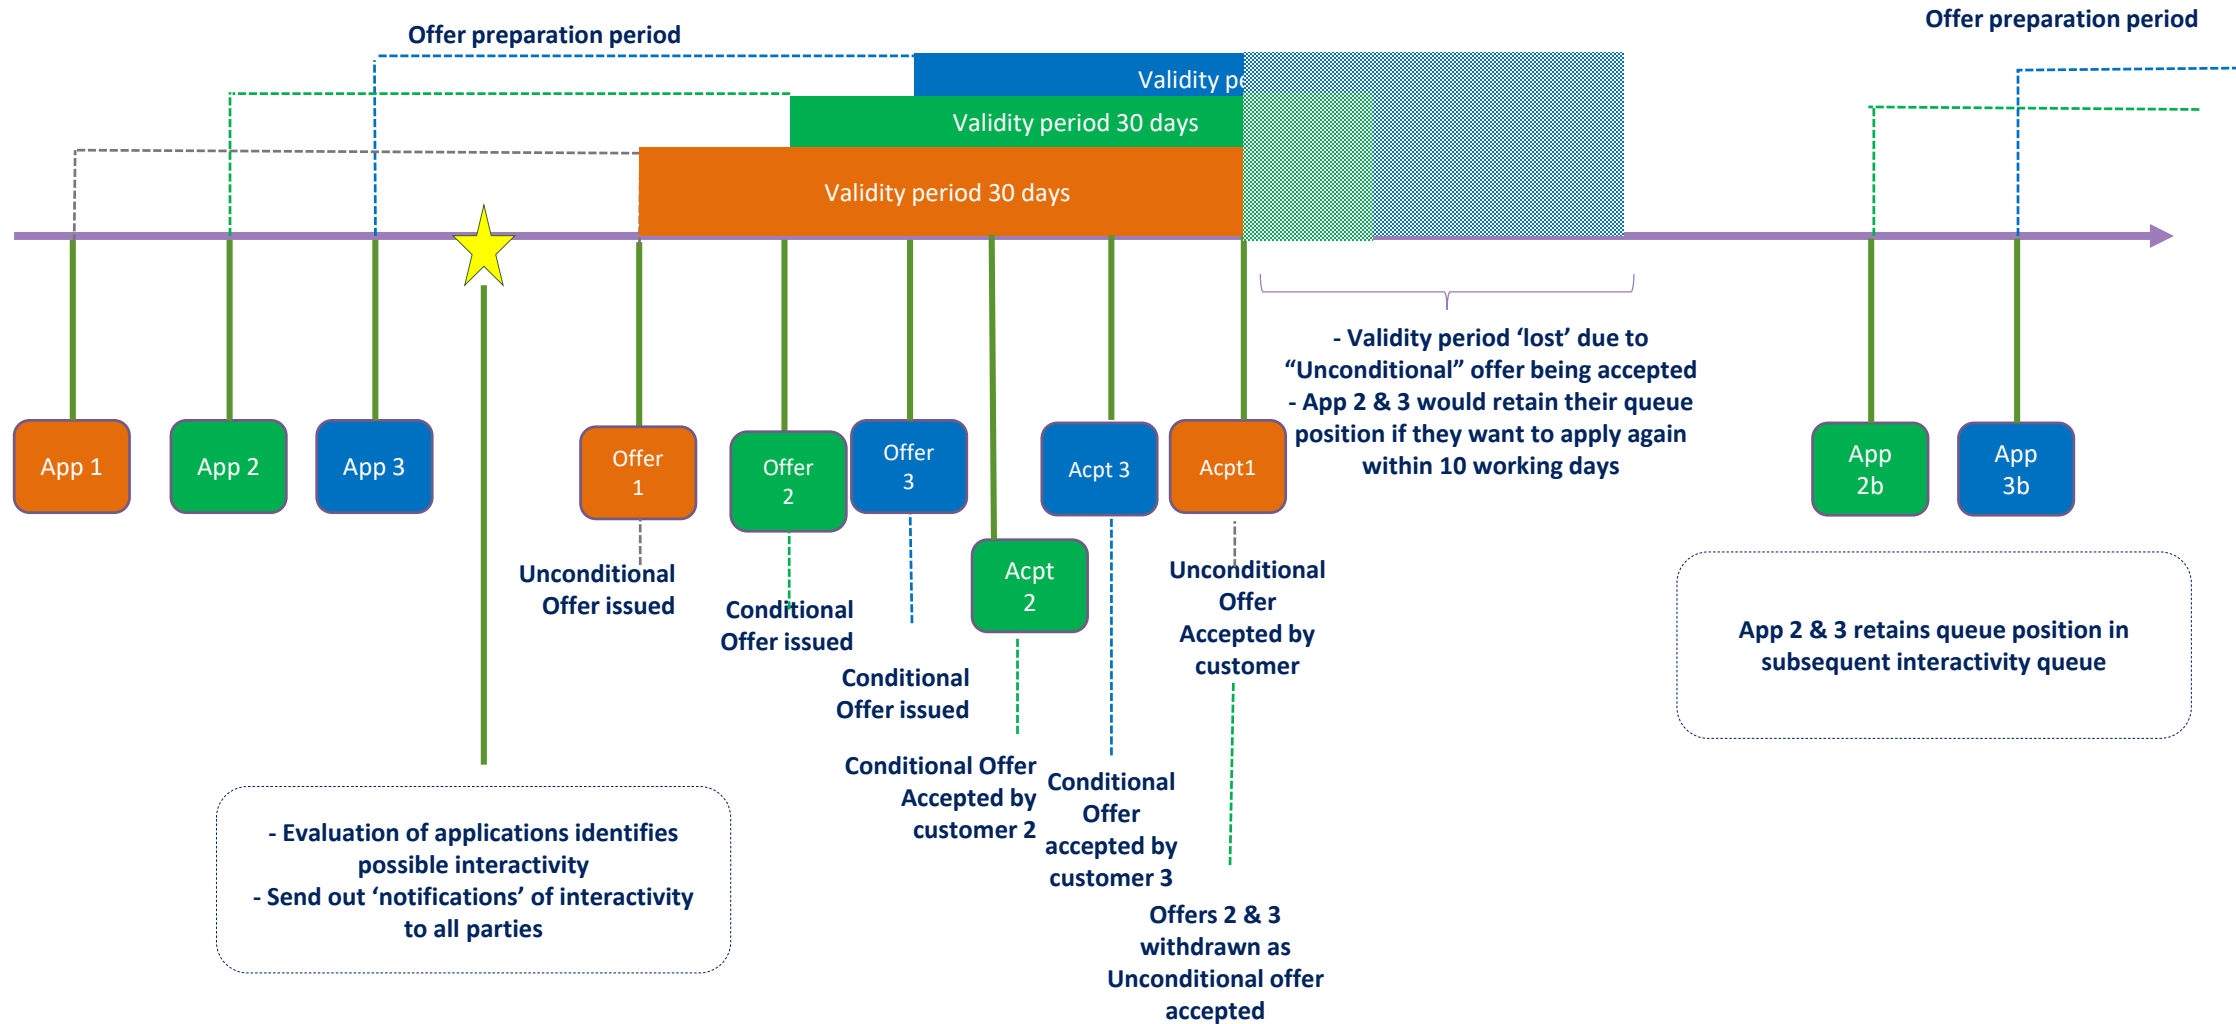 Offer preparation period
Offer preparation period
Validity pe
Validity period 30 days
Validity period 30 days
App 1
App 2
App 3
Offer
1
Offer
2
Offer
3
Acpt
2
Acpt 3
Acpt1
App
2b
App
3b
- Validity period ‘lost’ due to
“Unconditional” offer being accepted
- App 2 & 3 would retain their queue
position if they want to apply again
within 10 working days
Unconditional
Offer issued
Conditional
Offer issued
Conditional
Offer issued
Conditional Offer
Accepted by
customer 2
Conditional
Offer
accepted by
customer 3
Unconditional
Offer
Accepted by
customer
Offers 2 & 3
withdrawn as
Unconditional offer
accepted
- Evaluation of applications identifies
possible interactivity
- Send out ‘notifications’ of interactivity
to all parties
App 2 & 3 retains queue position in
subsequent interactivity queue